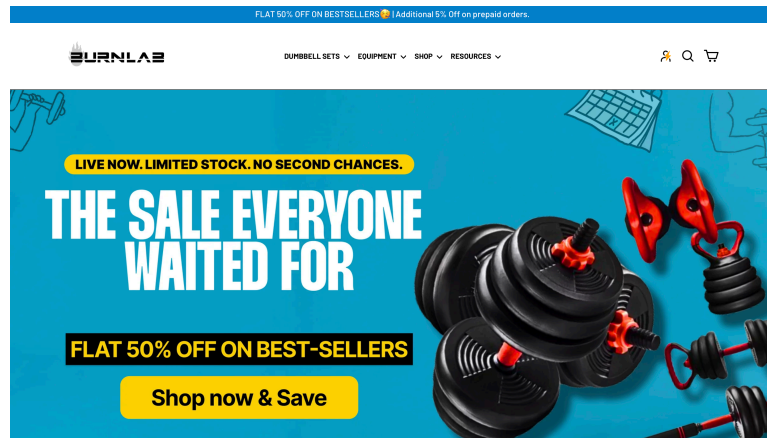 FLAT 50% OFF ON BESTSELLERS😉 | Additional 5% Off on prepaid orders.
BURNLAB
DUMBBELL SETS EQUIPMENT SHOP RESOURCES
LIVE NOW. LIMITED STOCK. NO SECOND CHANCES.
THE SALE EVERYONE
WAITED FOR
FLAT 50% OFF ON BEST-SELLERS
Shop now & Save